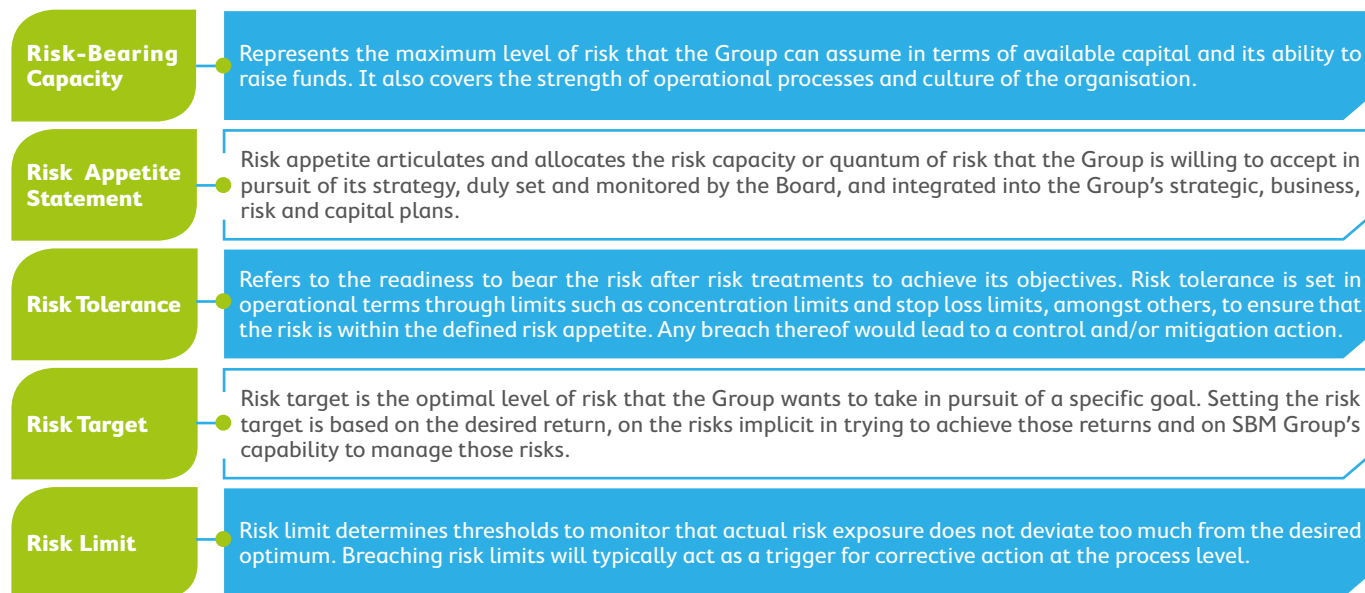 Risk-Bearing
Capacity
Represents the maximum level of risk that the Group can assume in terms of available capital and its ability to
raise funds. It also covers the strength of operational processes and culture of the organisation.
Risk Appetite
Statement
Risk appetite articulates and allocates the risk capacity or quantum of risk that the Group is willing to accept in
pursuit of its strategy, duly set and monitored by the Board, and integrated into the Group’s strategic, business,
risk and capital plans.
Risk Tolerance
Refers to the readiness to bear the risk after risk treatments to achieve its objectives. Risk tolerance is set in
operational terms through limits such as concentration limits and stop loss limits, amongst others, to ensure that
the risk is within the defined risk appetite. Any breach thereof would lead to a control and/or mitigation action.
Risk Target
Risk target is the optimal level of risk that the Group wants to take in pursuit of a specific goal. Setting the risk
target is based on the desired return, on the risks implicit in trying to achieve those returns and on SBM Group’s
capability to manage those risks.
Risk Limit
Risk limit determines thresholds to monitor that actual risk exposure does not deviate too much from the desired
optimum. Breaching risk limits will typically act as a trigger for corrective action at the process level.